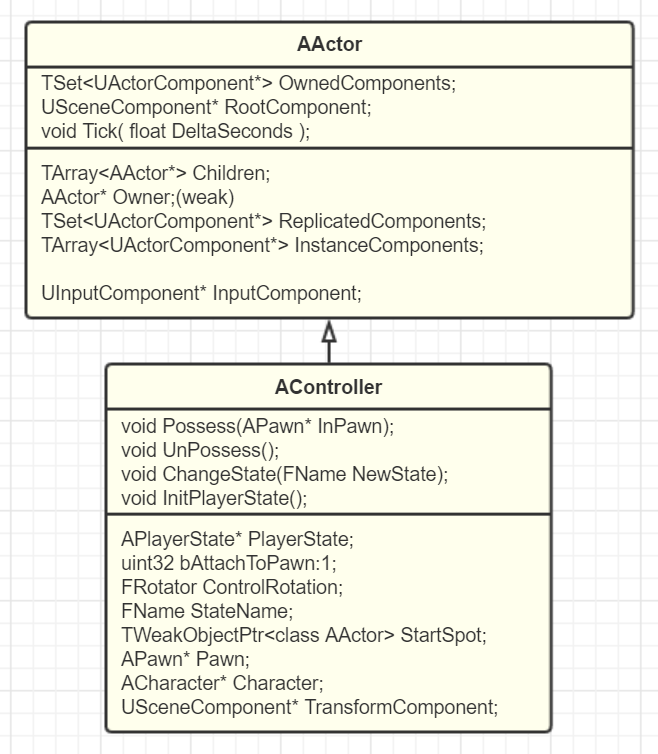 AActor
TSet<UActorComponent*> OwnedComponents;
USceneComponent* RootComponent;
void Tick( float DeltaSeconds );
TArray<AActor*> Children;
AActor* Owner;(weak)
TSet<UActorComponent*> ReplicatedComponents;
TArray<UActorComponent*> InstanceComponents;
UInputComponent* InputComponent;
AController
void Possess(APawn* InPawn);
void UnPossess();
void ChangeState(FName NewState);
void InitPlayerState();
APlayerState* PlayerState;
uint32 bAttachToPawn:1;
FRotator ControlRotation;
FName StateName;
TWeakObjectPtr<class AActor> StartSpot;
APawn* Pawn;
ACharacter* Character;
USceneComponent* TransformComponent;